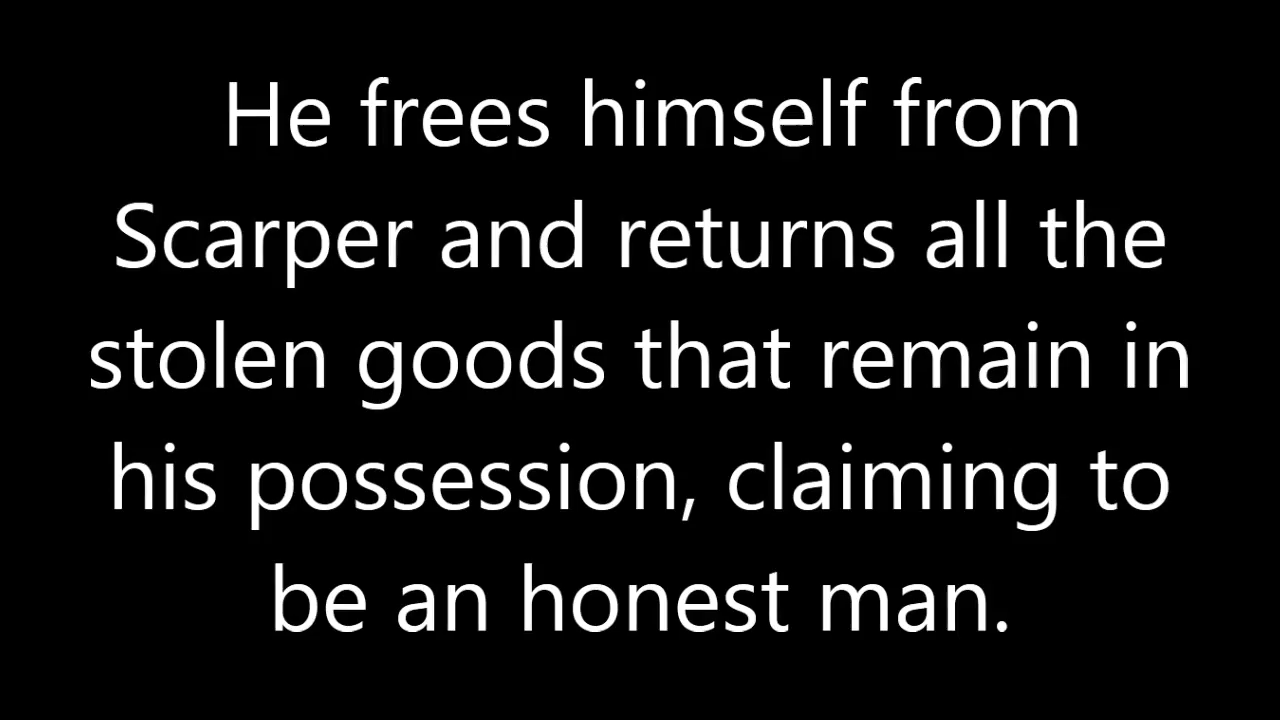 He frees himself from
Scarper and returns all the
stolen goods that remain in
his possession, claiming to
be an honest man.